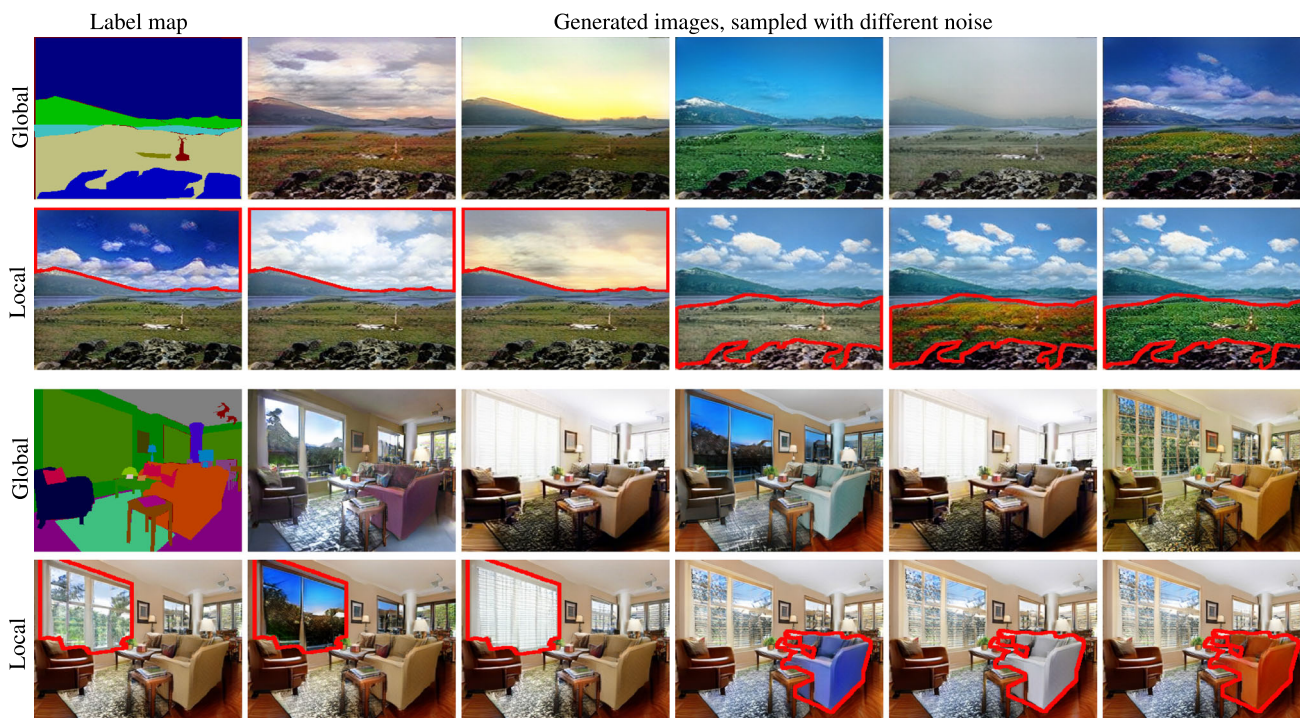 Label map
Generated images, sampled with different noise
Global
Local
Global
Local